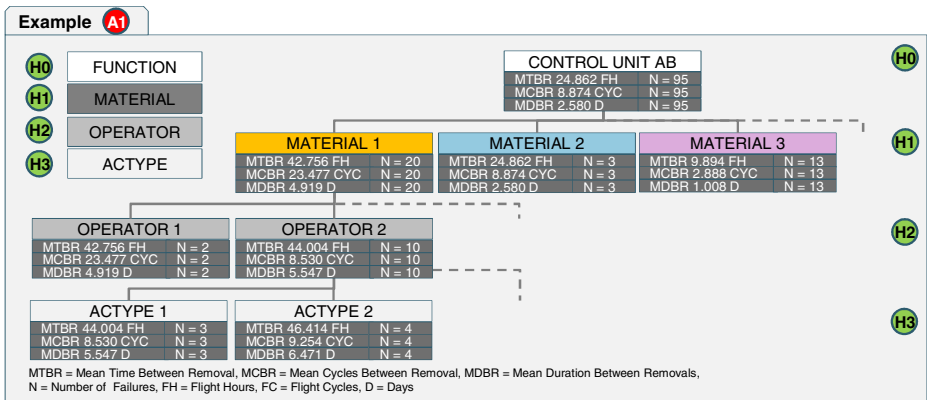 Example A1
H0 FUNCTION
H1 MATERIAL
H2 OPERATOR
H3 ACTYPE
CONTROL UNIT AB
MTBR 24.862 FH N = 95
MCBR 8.874 CYC N = 95
MDBR 2.580 D N = 95
H0
MATERIAL 1
MTBR 42.756 FH N = 20
MCBR 23.477 CYC N = 20
MDBR 4.919 D N = 20
MATERIAL 2
MTBR 24.862 FH N = 3
MCBR 8.874 CYC N = 3
MDBR 2.580 D N = 3
MATERIAL 3
MTBR 9.894 FH N = 13
MCBR 2.888 CYC N = 13
MDBR 1.008 D N = 13
H1
OPERATOR 1
MTBR 42.756 FH N = 2
MCBR 23.477 CYC N = 2
MDBR 4.919 D N = 2
OPERATOR 2
MTBR 44.004 FH N = 10
MCBR 8.530 CYC N = 10
MDBR 5.547 D N = 10
H2
ACTYPE 1
MTBR 44.004 FH N = 3
MCBR 8.530 CYC N = 3
MDBR 5.547 D N = 3
ACTYPE 2
MTBR 46.414 FH N = 4
MCBR 9.254 CYC N = 4
MDBR 6.471 D N = 4
H3
MTBR = Mean Time Between Removal, MCBR = Mean Cycles Between Removal, MDBR = Mean Duration Between Removals,
N = Number of Failures, FH = Flight Hours, FC = Flight Cycles, D = Days